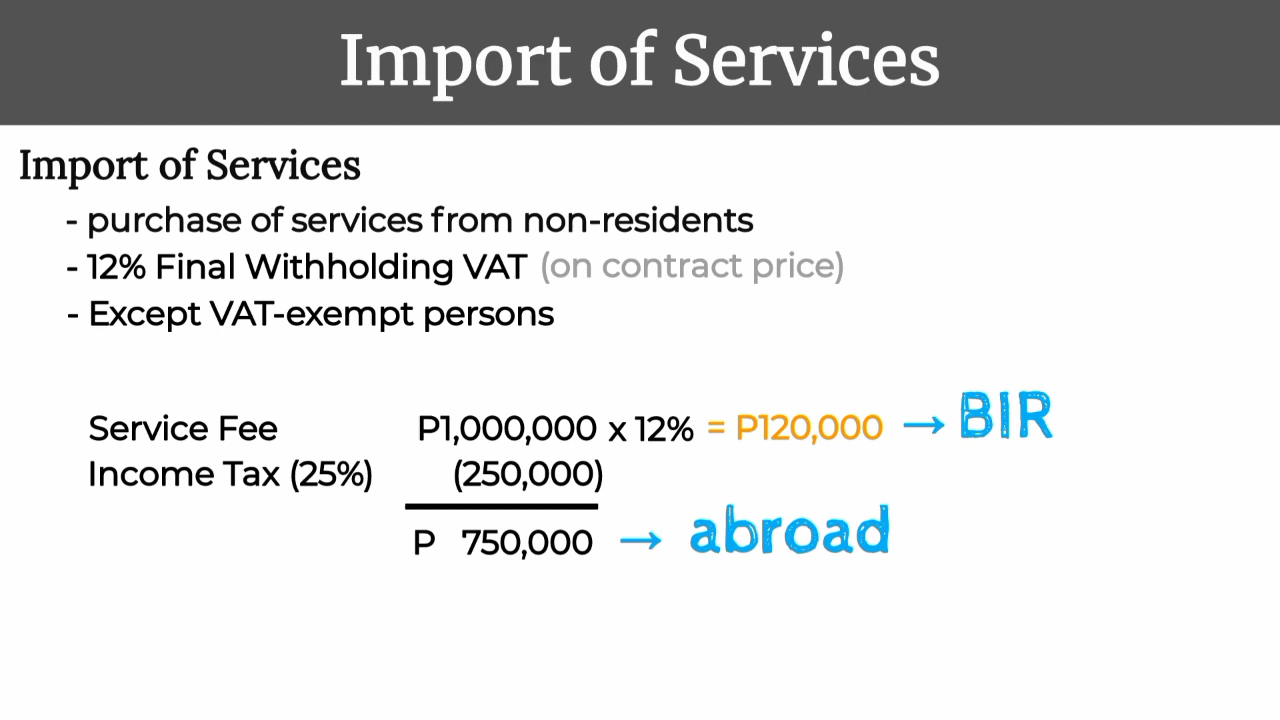 Import of Services
Import of Services
- purchase of services from non-residents
- 12% Final Withholding VAT (on contract price)
- Except VAT-exempt persons
Service Fee P1,000,000 x 12% = P120,000 → BIR
Income Tax (25%) (250,000)
P 750,000 → abroad